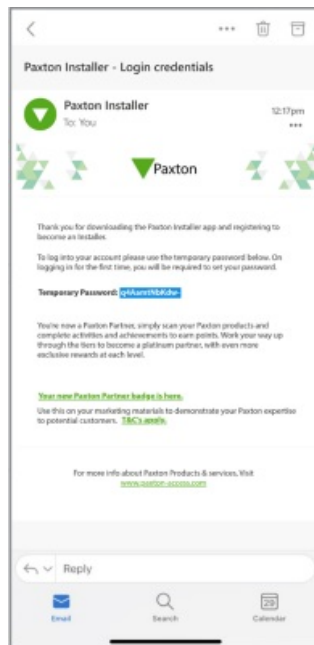 Paxton Installer - Login credentials
Paxton Installer
12:17pm
To: You
Paxton
Thank you for downloading the Paxton Installer app and registering to
become an Installer.
To log into your account please use the temporary password below. On
logging in for the first time, you will be required to set your password.
Temporary Password:
You're now a Paxton Partner, simply scan your Paxton products and
complete activities and achievements to earn points. Work your way up
through the tiers to become a platinum partner, with even more
exclusive rewards at each level.
Your new Paxton Partner badge is here.
Use this on your marketing materials to demonstrate your Paxton expertise
to potential customers. T&C's apply.
For more info about Paxton Products & services, Visit
www.paxton-access.com
Reply
Email
Search
29
Calendar